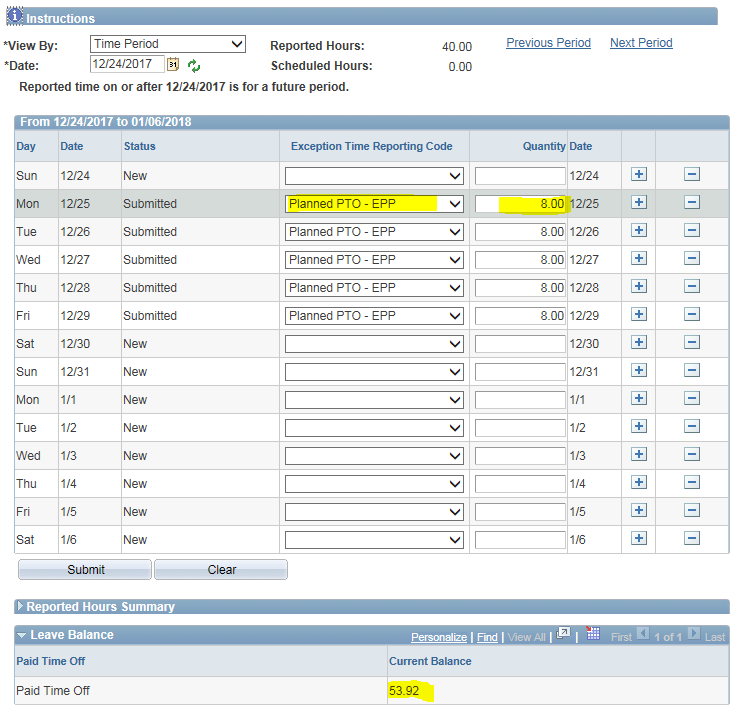 Instructions
*View By: Time Period Reported Hours: 40.00 Previous Period Next Period
*Date: 12/24/2017 31 Scheduled Hours: 0.00
Reported time on or after 12/24/2017 is for a future period.
From 12/24/2017 to 01/06/2018
Day Date Status Exception Time Reporting Code Quantity Date
Sun 12/24 New 12/24
Mon 12/25 Submitted Planned PTO - EPP 8.00 12/25
Tue 12/26 Submitted Planned PTO - EPP 8.00 12/26
Wed 12/27 Submitted Planned PTO - EPP 8.00 12/27
Thu 12/28 Submitted Planned PTO - EPP 8.00 12/28
Fri 12/29 Submitted Planned PTO - EPP 8.00 12/29
Sat 12/30 New 12/30
Sun 12/31 New 12/31
Mon 1/1 New 1/1
Tue 1/2 New 1/2
Wed 1/3 New 1/3
Thu 1/4 New 1/4
Fri 1/5 New 1/5
Sat 1/6 New 1/6
Submit Clear
Reported Hours Summary
Leave Balance Personalize | Find | View All | | First 1 of 1 Last
Paid Time Off Current Balance
Paid Time Off 53.92